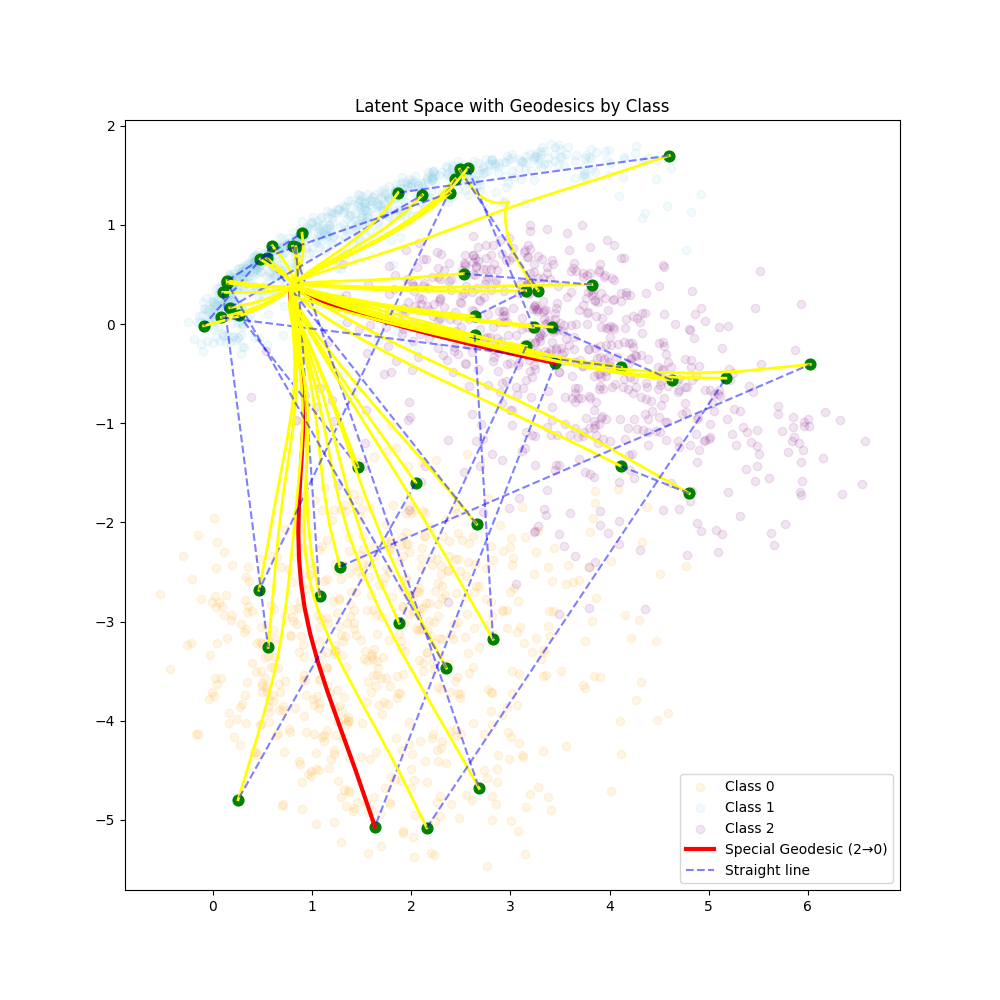 Latent Space with Geodesics by Class
2
1
0
−1
−2
−3
−4
−5
0 1 2 3 4 5 6
Class 0
Class 1
Class 2
Special Geodesic (2→0)
Straight line